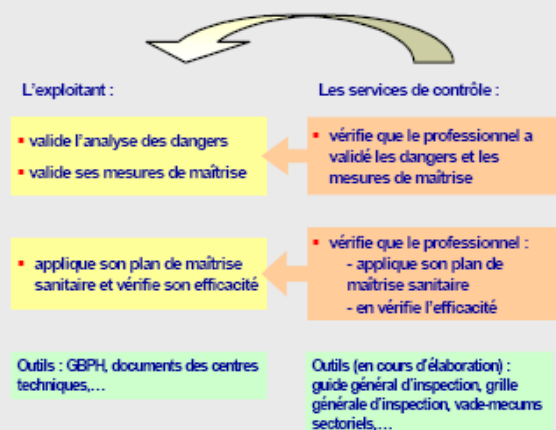 L'exploitant :
▪ valide l'analyse des dangers
▪ valide ses mesures de maîtrise
▪ applique son plan de maîtrise
sanitaire et vérifie son efficacité
Outils : GBPH, documents des centres
techniques,…
Les services de contrôle :
▪ vérifie que le professionnel a
validé les dangers et les
mesures de maîtrise
▪ vérifie que le professionnel :
- applique son plan de
maîtrise sanitaire
- en vérifie l'efficacité
Outils (en cours d'élaboration) :
guide général d'inspection, grille
générale d'inspection, vade-mecums
sectoriels,…